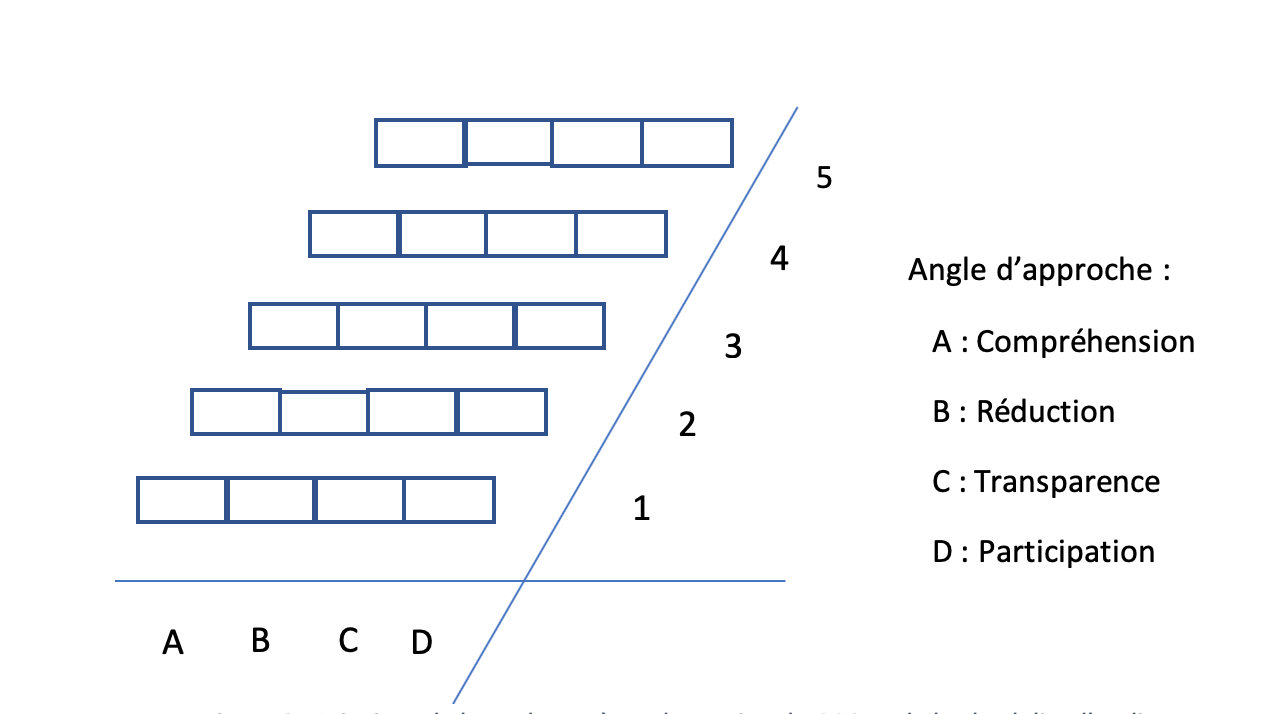 5
4
Angle d’approche :
3
A : Compréhension
B : Réduction
2
C : Transparence
1
D : Participation
A B C D